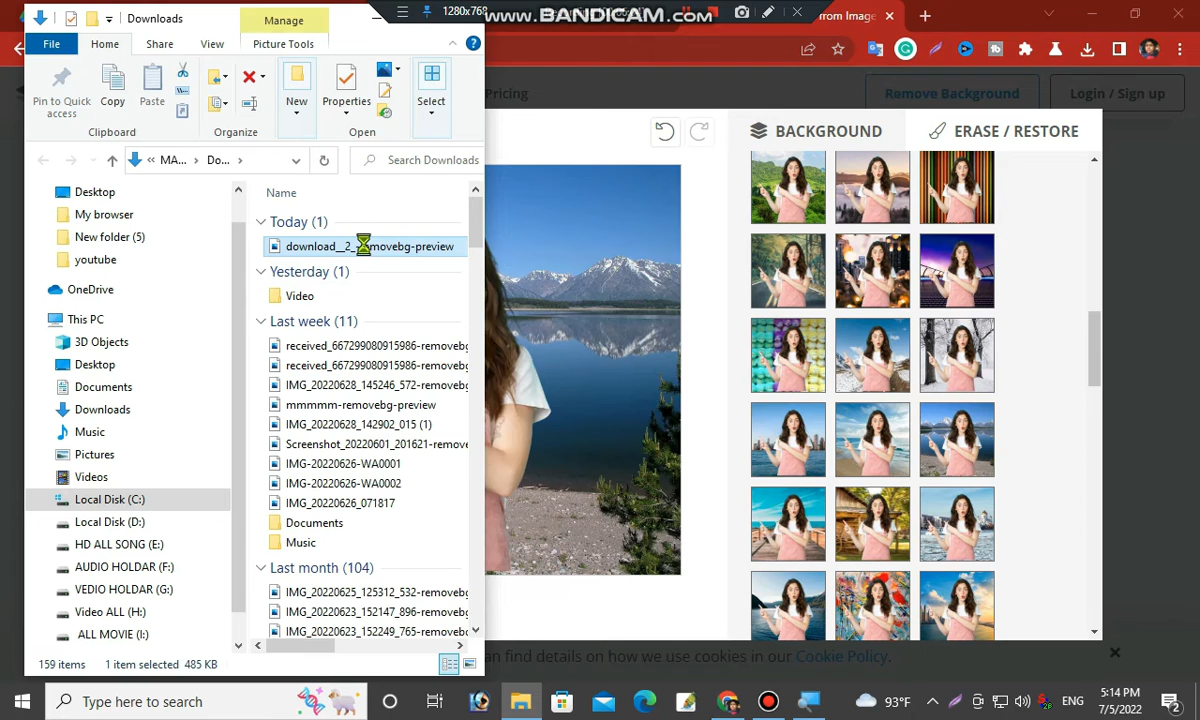 Downloads
Manage
1280x768
WWW.BANDICAM.COM
from Image
File
Home
Share
View
Picture Tools
Pin to Quick access
Copy
Paste
New
Properties
Select
Clipboard
Organize
Open
Pricing
Remove Background
Login / Sign up
« MA... › Do... ›
Search Downloads
BACKGROUND
ERASE / RESTORE
Desktop
My browser
New folder (5)
youtube
OneDrive
This PC
3D Objects
Desktop
Documents
Downloads
Music
Pictures
Videos
Local Disk (C:)
Local Disk (D:)
HD ALL SONG (E:)
AUDIO HOLDAR (F:)
VEDIO HOLDAR (G:)
Video ALL (H:)
ALL MOVIE (I:)
Name
Today (1)
download__2_-removebg-preview
Yesterday (1)
Video
Last week (11)
received_667299080915986-removebg
received_667299080915986-removebg
IMG_20220628_145246_572-removebg
mmmmm-removebg-preview
IMG_20220628_142902_015 (1)
Screenshot_20220601_201621-remove
IMG-20220626-WA0001
IMG-20220626-WA0002
IMG_20220626_071817
Documents
Music
Last month (104)
IMG_20220625_125312_532-removebg
IMG_20220623_152147_896-removebg
IMG_20220623_152249_765-removebg
159 items
1 item selected 485 KB
can find details on how we use cookies in our Cookie Policy.
Type here to search
93°F
ENG
5:14 PM
7/5/2022
2